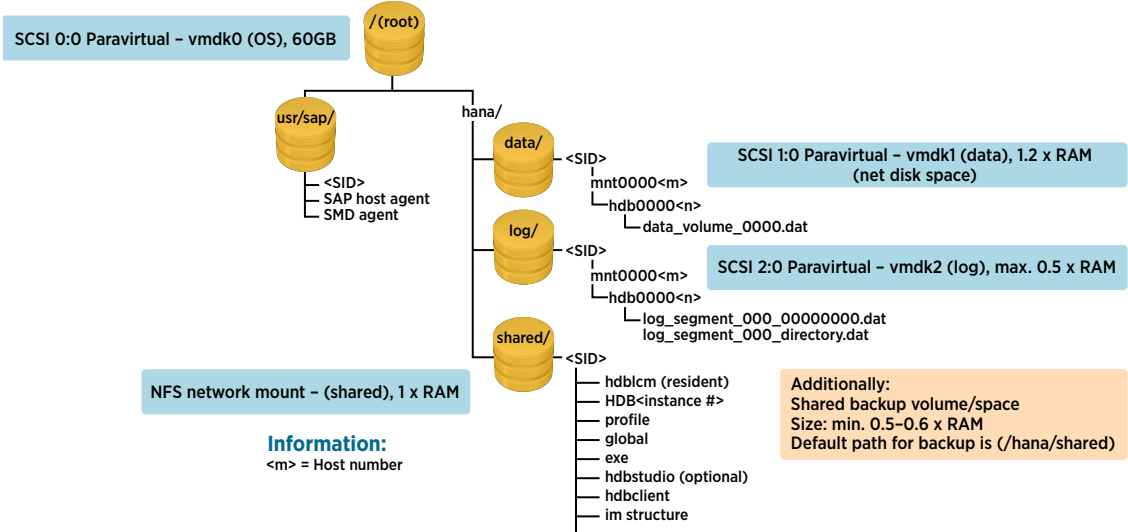 /(root)
SCSI 0:0 Paravirtual – vmdk0 (OS), 60GB
usr/sap/
<SID>
SAP host agent
SMD agent
hana/
data/
<SID>
mnt0000<m>
hdb0000<n>
data_volume_0000.dat
SCSI 1:0 Paravirtual – vmdk1 (data), 1.2 x RAM
(net disk space)
log/
<SID>
mnt0000<m>
hdb0000<n>
log_segment_000_00000000.dat
log_segment_000_directory.dat
SCSI 2:0 Paravirtual – vmdk2 (log), max. 0.5 x RAM
shared/
<SID>
hdblcm (resident)
HDB<instance #>
profile
global
exe
hdbstudio (optional)
hdbclient
im structure
NFS network mount – (shared), 1 x RAM
Information:
<m> = Host number
Additionally:
Shared backup volume/space
Size: min. 0.5–0.6 x RAM
Default path for backup is (/hana/shared)